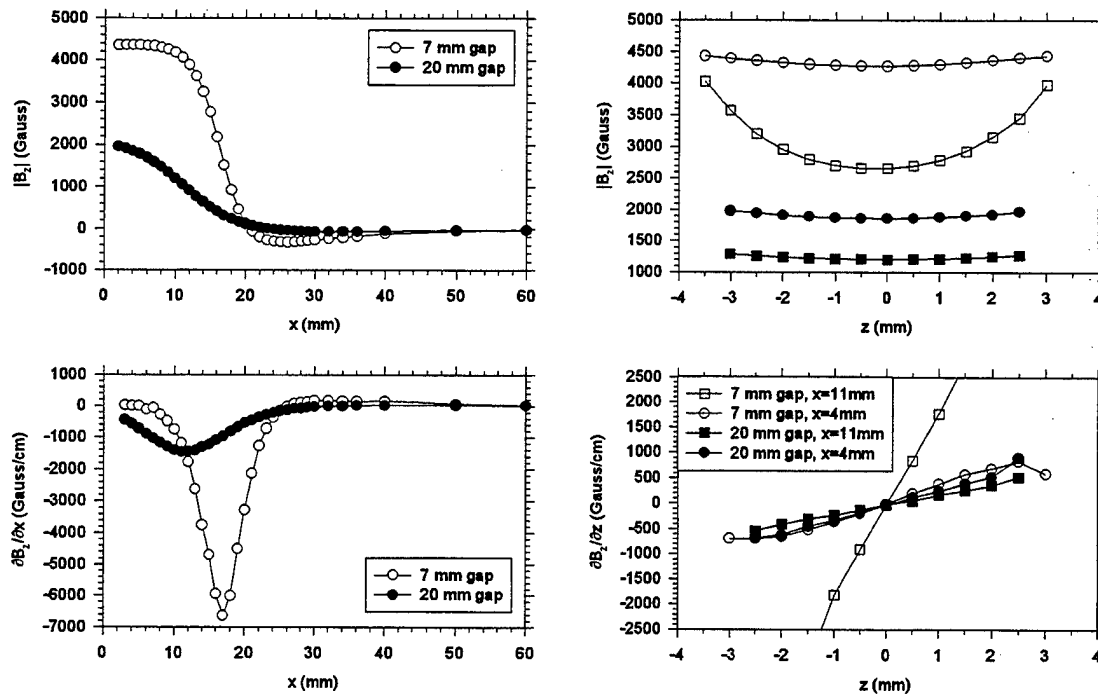 5000
4000
3000
2000
1000
0
−1000
|B_z| (Gauss)
7 mm gap
20 mm gap
0 10 20 30 40 50 60
x (mm)
5000
4500
4000
3500
3000
2500
2000
1500
1000
|B_z| (Gauss)
-4 -3 -2 -1 0 1 2 3 4
z (mm)
1000
0
-1000
-2000
-3000
-4000
-5000
-6000
-7000
∂B_z/∂x (Gauss/cm)
7 mm gap
20 mm gap
0 10 20 30 40 50 60
x (mm)
2500
2000
1500
1000
500
0
-500
-1000
-1500
-2000
-2500
∂B_z/∂z (Gauss/cm)
7 mm gap, x=11mm
7 mm gap, x=4mm
20 mm gap, x=11mm
20 mm gap, x=4mm
-4 -3 -2 -1 0 1 2 3 4
z (mm)